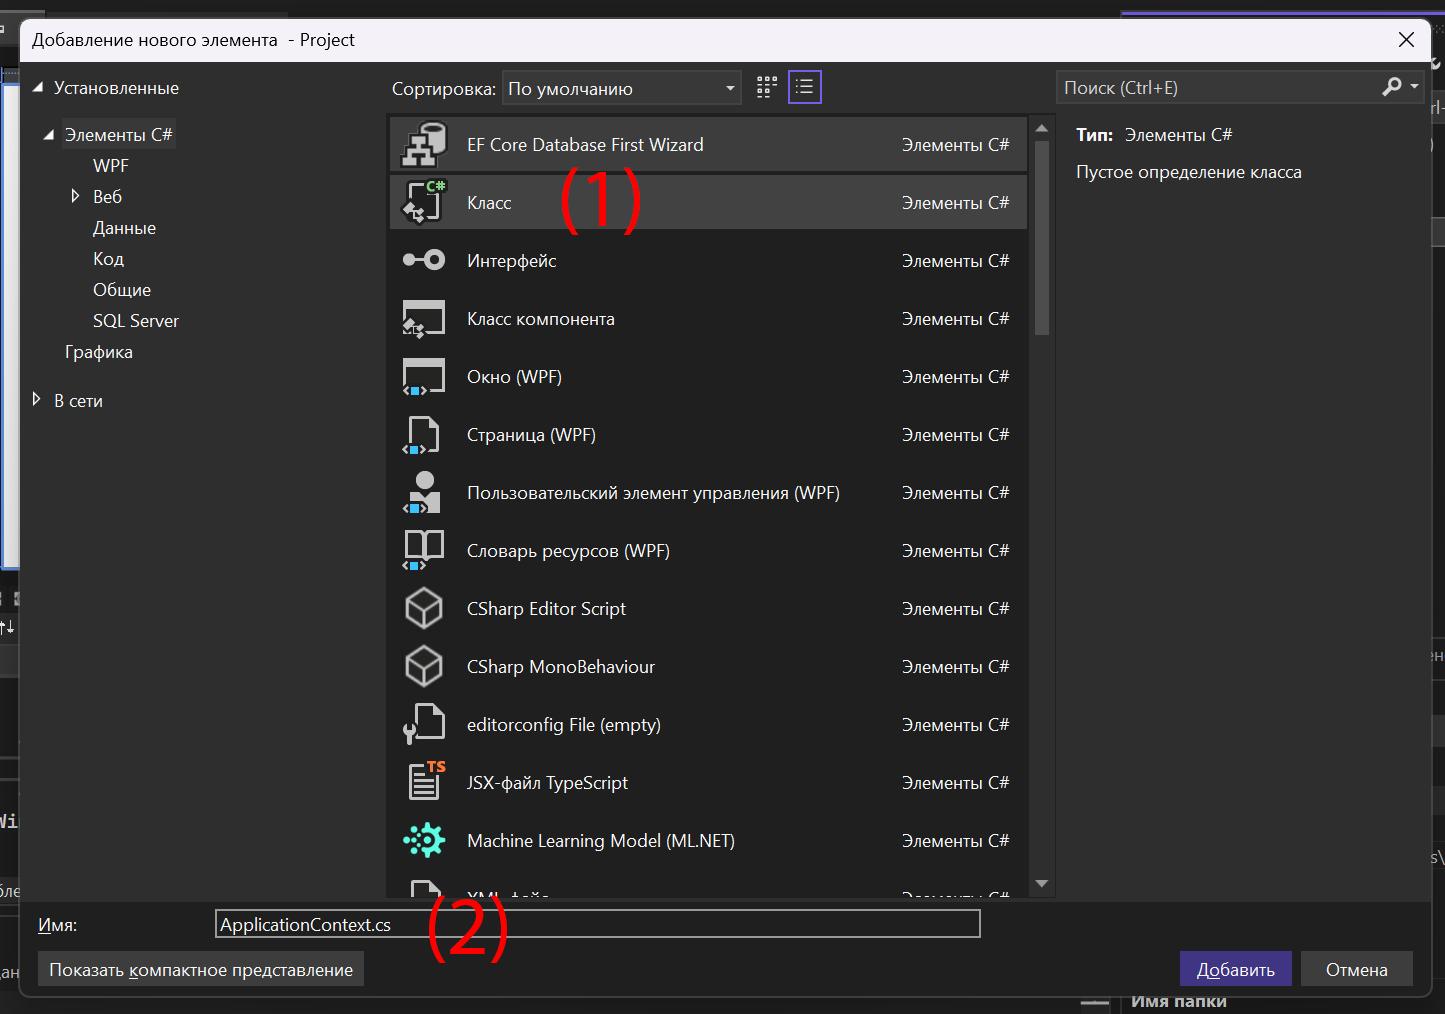 Добавление нового элемента - Project
Установленные
Сортировка: По умолчанию
Поиск (Ctrl+E)
Элементы C#
WPF
Веб
Данные
Код
Общие
SQL Server
Графика
В сети
EF Core Database First Wizard Элементы C#
Класс (1) Элементы C#
Интерфейс Элементы C#
Класс компонента Элементы C#
Окно (WPF) Элементы C#
Страница (WPF) Элементы C#
Пользовательский элемент управления (WPF) Элементы C#
Словарь ресурсов (WPF) Элементы C#
CSharp Editor Script Элементы C#
CSharp MonoBehaviour Элементы C#
editorconfig File (empty) Элементы C#
JSX-файл TypeScript Элементы C#
Machine Learning Model (ML.NET) Элементы C#
XML-файл Элементы C#
Тип: Элементы C#
Пустое определение класса
Имя: ApplicationContext.cs (2)
Показать компактное представление
Добавить Отмена
Имя папки